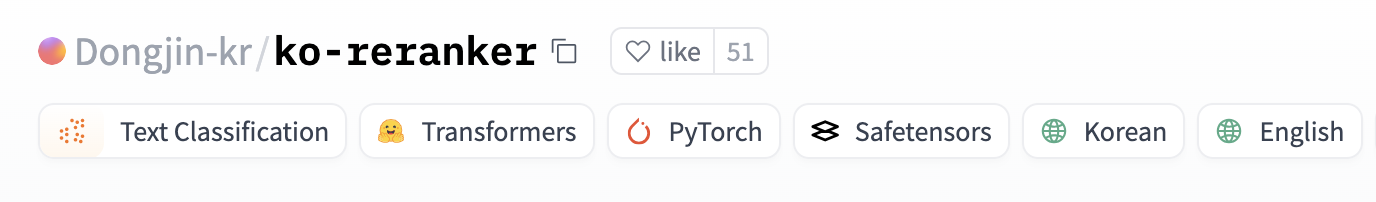 Dongjin-kr/ko-reranker like 51
Text Classification Transformers PyTorch Safetensors Korean English